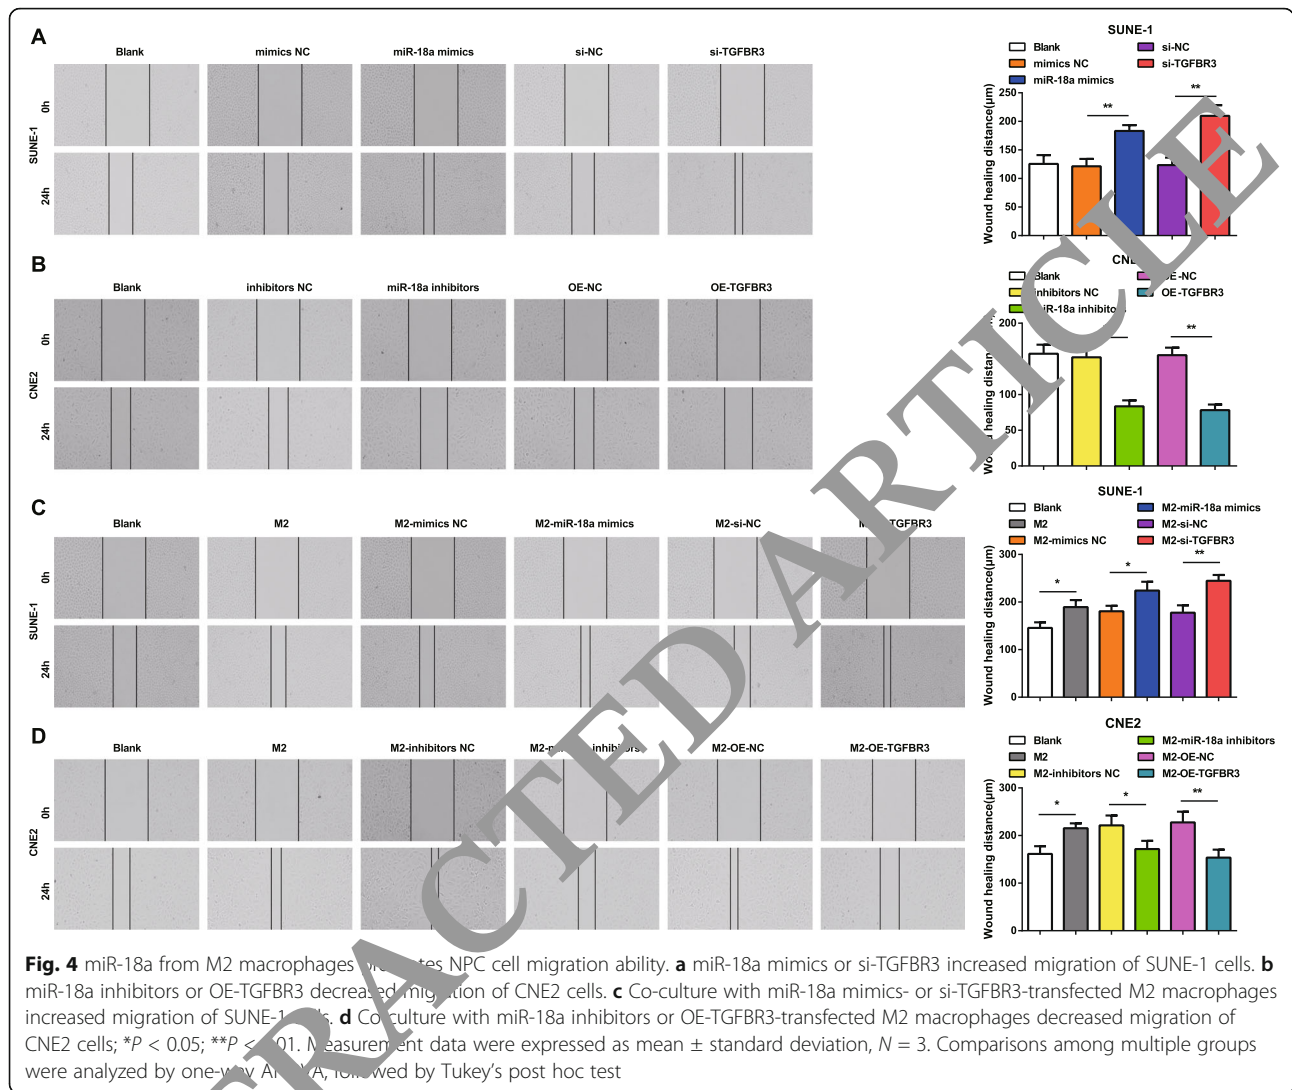 A
Blank mimics NC miR-18a mimics si-NC si-TGFBR3
0h
SUNE-1
24h
SUNE-1
Blank si-NC
mimics NC si-TGFBR3
miR-18a mimics
Wound healing distance(μm)
250
200
150
100
50
0
** **
B
Blank inhibitors NC miR-18a inhibitors OE-NC OE-TGFBR3
0h
CNE2
24h
Blank
inhibitors NC OE-TGFBR3
Wound healing
200
100
50
0
**
C
Blank M2 M2-mimics NC M2-miR-18a mimics M2-si-NC
0h
SUNE-1
24h
SUNE-1
Blank M2-miR-18a mimics
M2 M2-si-NC
M2-mimics NC M2-si-TGFBR3
Wound healing distance(μm)
300
200
100
0
* * **
D
Blank M2 M2-inhibitors NC M2-OE-NC M2-OE-TGFBR3
0h
CNE2
24h
CNE2
Blank M2-miR-18a inhibitors
M2 M2-OE-NC
M2-inhibitors NC M2-OE-TGFBR3
Wound healing distance(μm)
300
200
100
0
* * **
Fig. 4 miR-18a from M2 macrophages NPC cell migration ability. a miR-18a mimics or si-TGFBR3 increased migration of SUNE-1 cells. b
miR-18a inhibitors or OE-TGFBR3 decreased migration of CNE2 cells. c Co-culture with miR-18a mimics- or si-TGFBR3-transfected M2 macrophages
increased migration of SUNE-1 cells. d Co-culture with miR-18a inhibitors or OE-TGFBR3-transfected M2 macrophages decreased migration of
CNE2 cells; *P < 0.05; **P < 0.01. Measurement data were expressed as mean ± standard deviation, N = 3. Comparisons among multiple groups
were analyzed by one-way ANOVA, followed by Tukey's post hoc test
RACTED ARTICLE